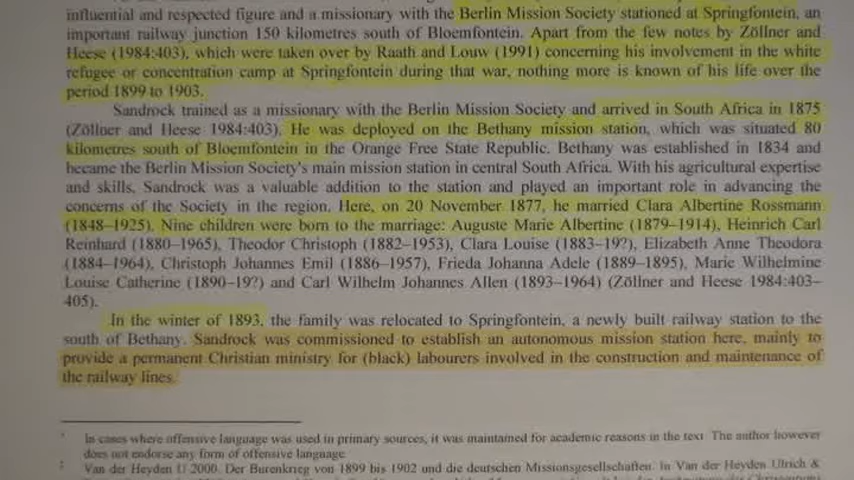 influential and respected figure and a missionary with the Berlin Mission Society stationed at Springfontein, an
important railway junction 150 kilometres south of Bloemfontein. Apart from the few notes by Zöllner and
Heese (1984:403), which were taken over by Raath and Louw (1991) concerning his involvement in the white
refugee or concentration camp at Springfontein during that war, nothing more is known of his life over the
period 1899 to 1903.
Sandrock trained as a missionary with the Berlin Mission Society and arrived in South Africa in 1875
(Zöllner and Heese 1984:403). He was deployed on the Bethany mission station, which was situated 80
kilometres south of Bloemfontein in the Orange Free State Republic. Bethany was established in 1834 and
became the Berlin Mission Society's main mission station in central South Africa. With his agricultural expertise
and skills, Sandrock was a valuable addition to the station and played an important role in advancing the
concerns of the Society in the region. Here, on 20 November 1877, he married Clara Albertine Rossmann
(1848–1925). Nine children were born to the marriage: Auguste Marie Albertine (1879–1914), Heinrich Carl
Reinhard (1880–1965), Theodor Christoph (1882–1953), Clara Louise (1883–19?), Elizabeth Anne Theodora
(1884–1964), Christoph Johannes Emil (1886–1957), Frieda Johanna Adele (1889–1895), Marie Wilhelmine
Louise Catherine (1890–19?) and Carl Wilhelm Johannes Allen (1893–1964) (Zöllner and Heese 1984:403–
405).
In the winter of 1893, the family was relocated to Springfontein, a newly built railway station to the
south of Bethany. Sandrock was commissioned to establish an autonomous mission station here, mainly to
provide a permanent Christian ministry for (black) labourers involved in the construction and maintenance of
the railway lines.
In cases where offensive language was used in primary sources, it was maintained for academic reasons in the text. The author however
does not endorse any form of offensive language.
2 Van der Heyden U 2000. Der Burenkrieg von 1899 bis 1902 und die deutschen Missionsgesellschaften. In Van der Heyden Ulrich &